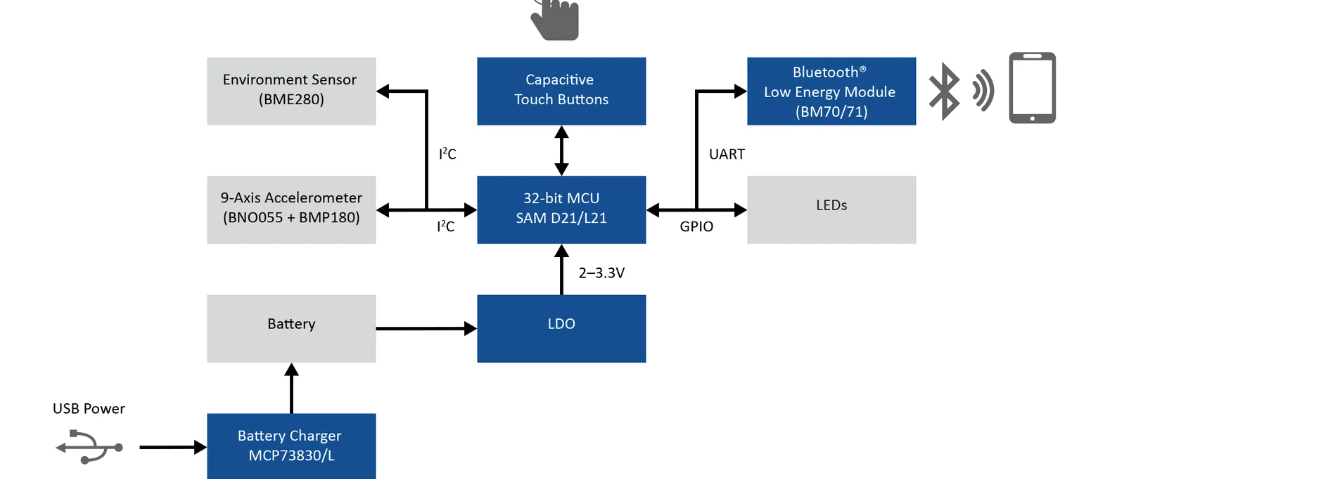 Environment Sensor
(BME280)
Capacitive
Touch Buttons
Bluetooth®
Low Energy Module
(BM70/71)
I²C
UART
9-Axis Accelerometer
(BNO055 + BMP180)
32-bit MCU
SAM D21/L21
LEDs
I²C
GPIO
2–3.3V
Battery
LDO
USB Power
Battery Charger
MCP73830/L